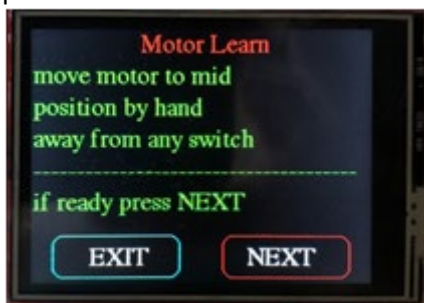 Motor Learn
move motor to mid
position by hand
away from any switch
--------------------------------------------
if ready press NEXT
EXIT NEXT